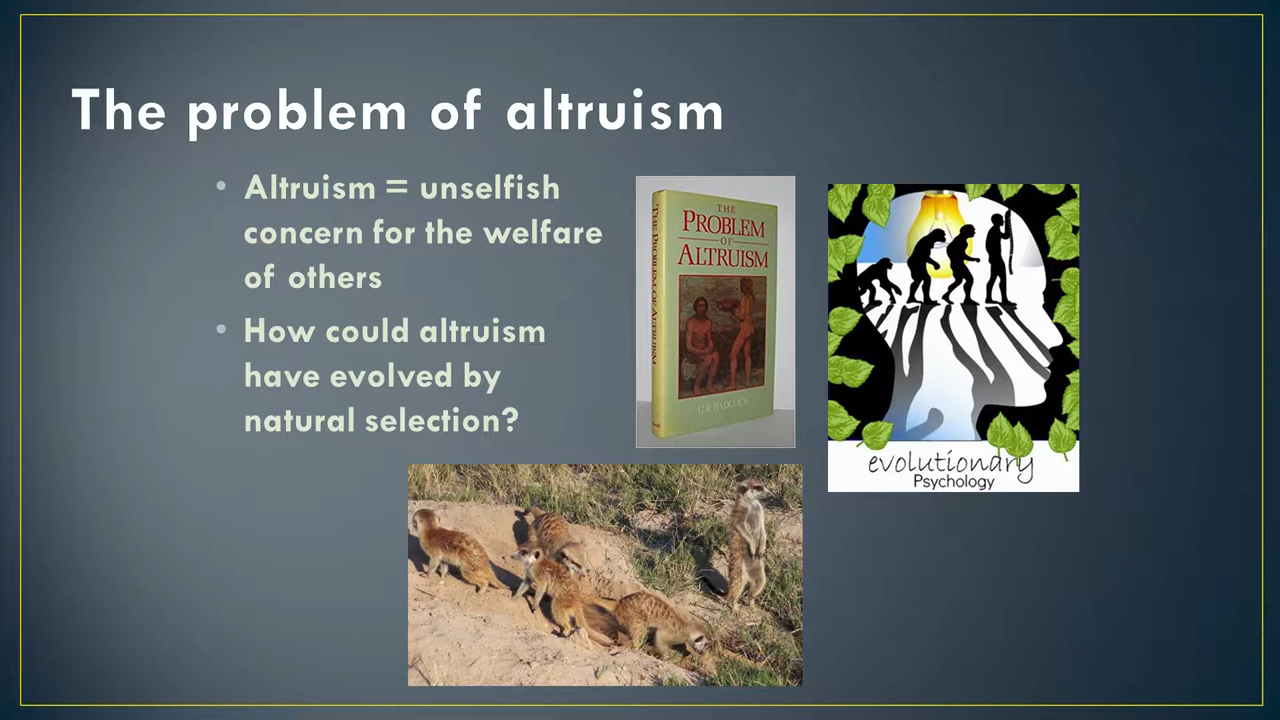 The problem of altruism
• Altruism = unselfish
concern for the welfare
of others
• How could altruism
have evolved by
natural selection?
THE
PROBLEM
OF
ALTRUISM
THE PROBLEM OF ALTRUISM
C.R. BADCOCK
evolutionary
Psychology